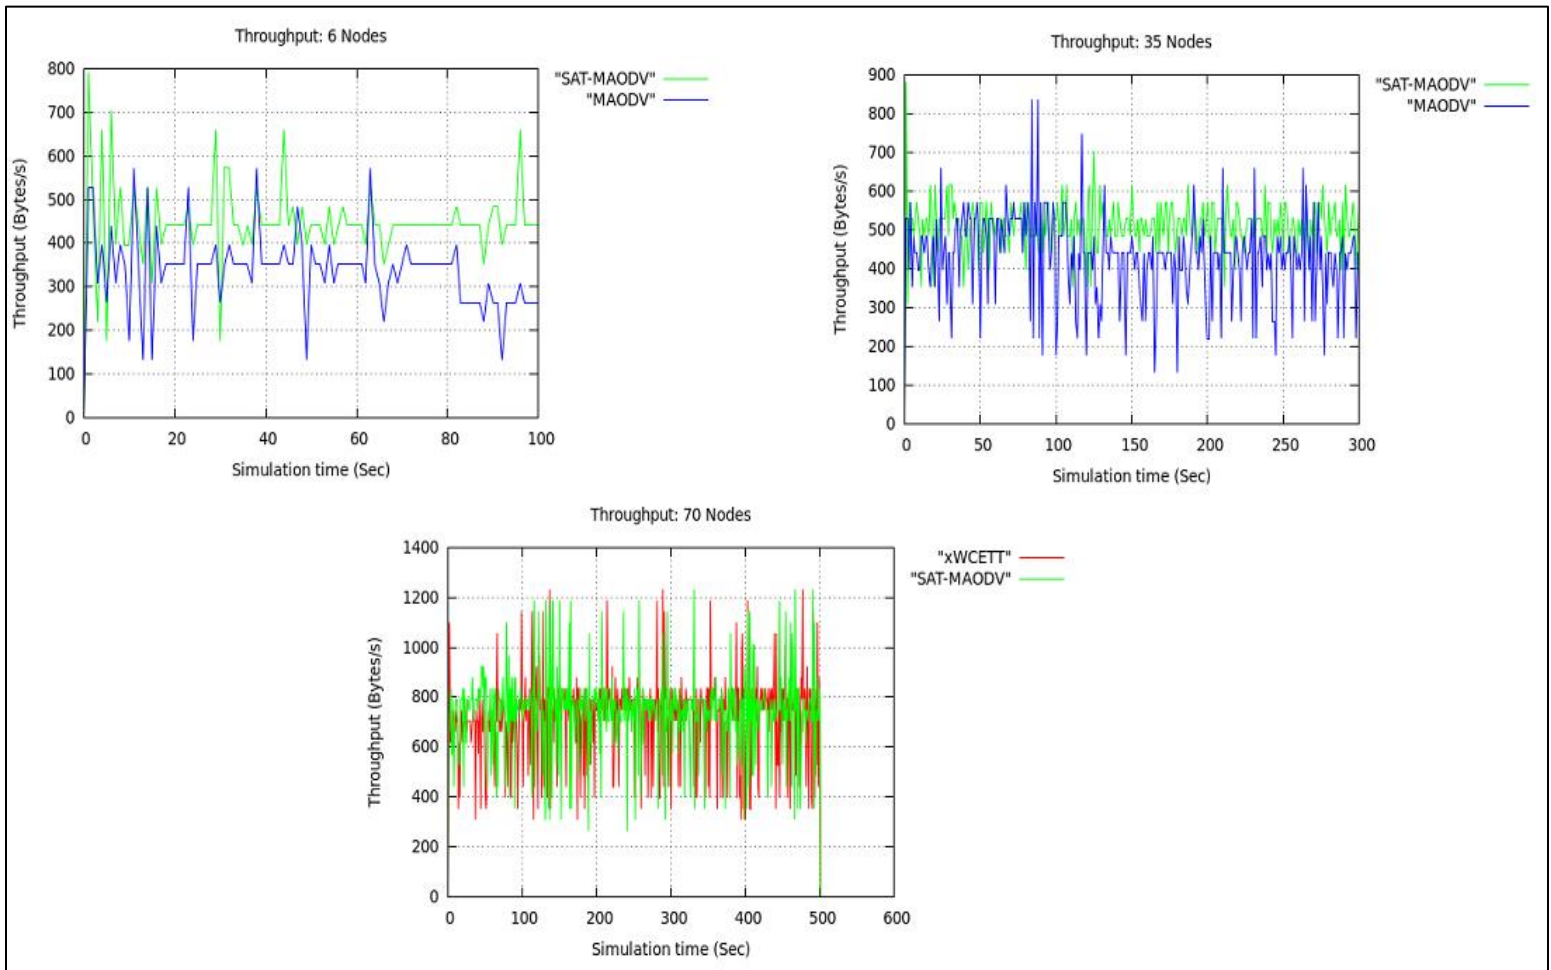 Throughput: 6 Nodes
800
700
600
500
400
300
200
100
0
0 20 40 60 80 100
Throughput (Bytes/s)
Simulation time (Sec)
"SAT-MAODV"
"MAODV"
Throughput: 35 Nodes
900
800
700
600
500
400
300
200
100
0
0 50 100 150 200 250 300
Throughput (Bytes/s)
Simulation time (Sec)
"SAT-MAODV"
"MAODV"
Throughput: 70 Nodes
1400
1200
1000
800
600
400
200
0
0 100 200 300 400 500 600
Throughput (Bytes/s)
Simulation time (Sec)
"xWCETT"
"SAT-MAODV"